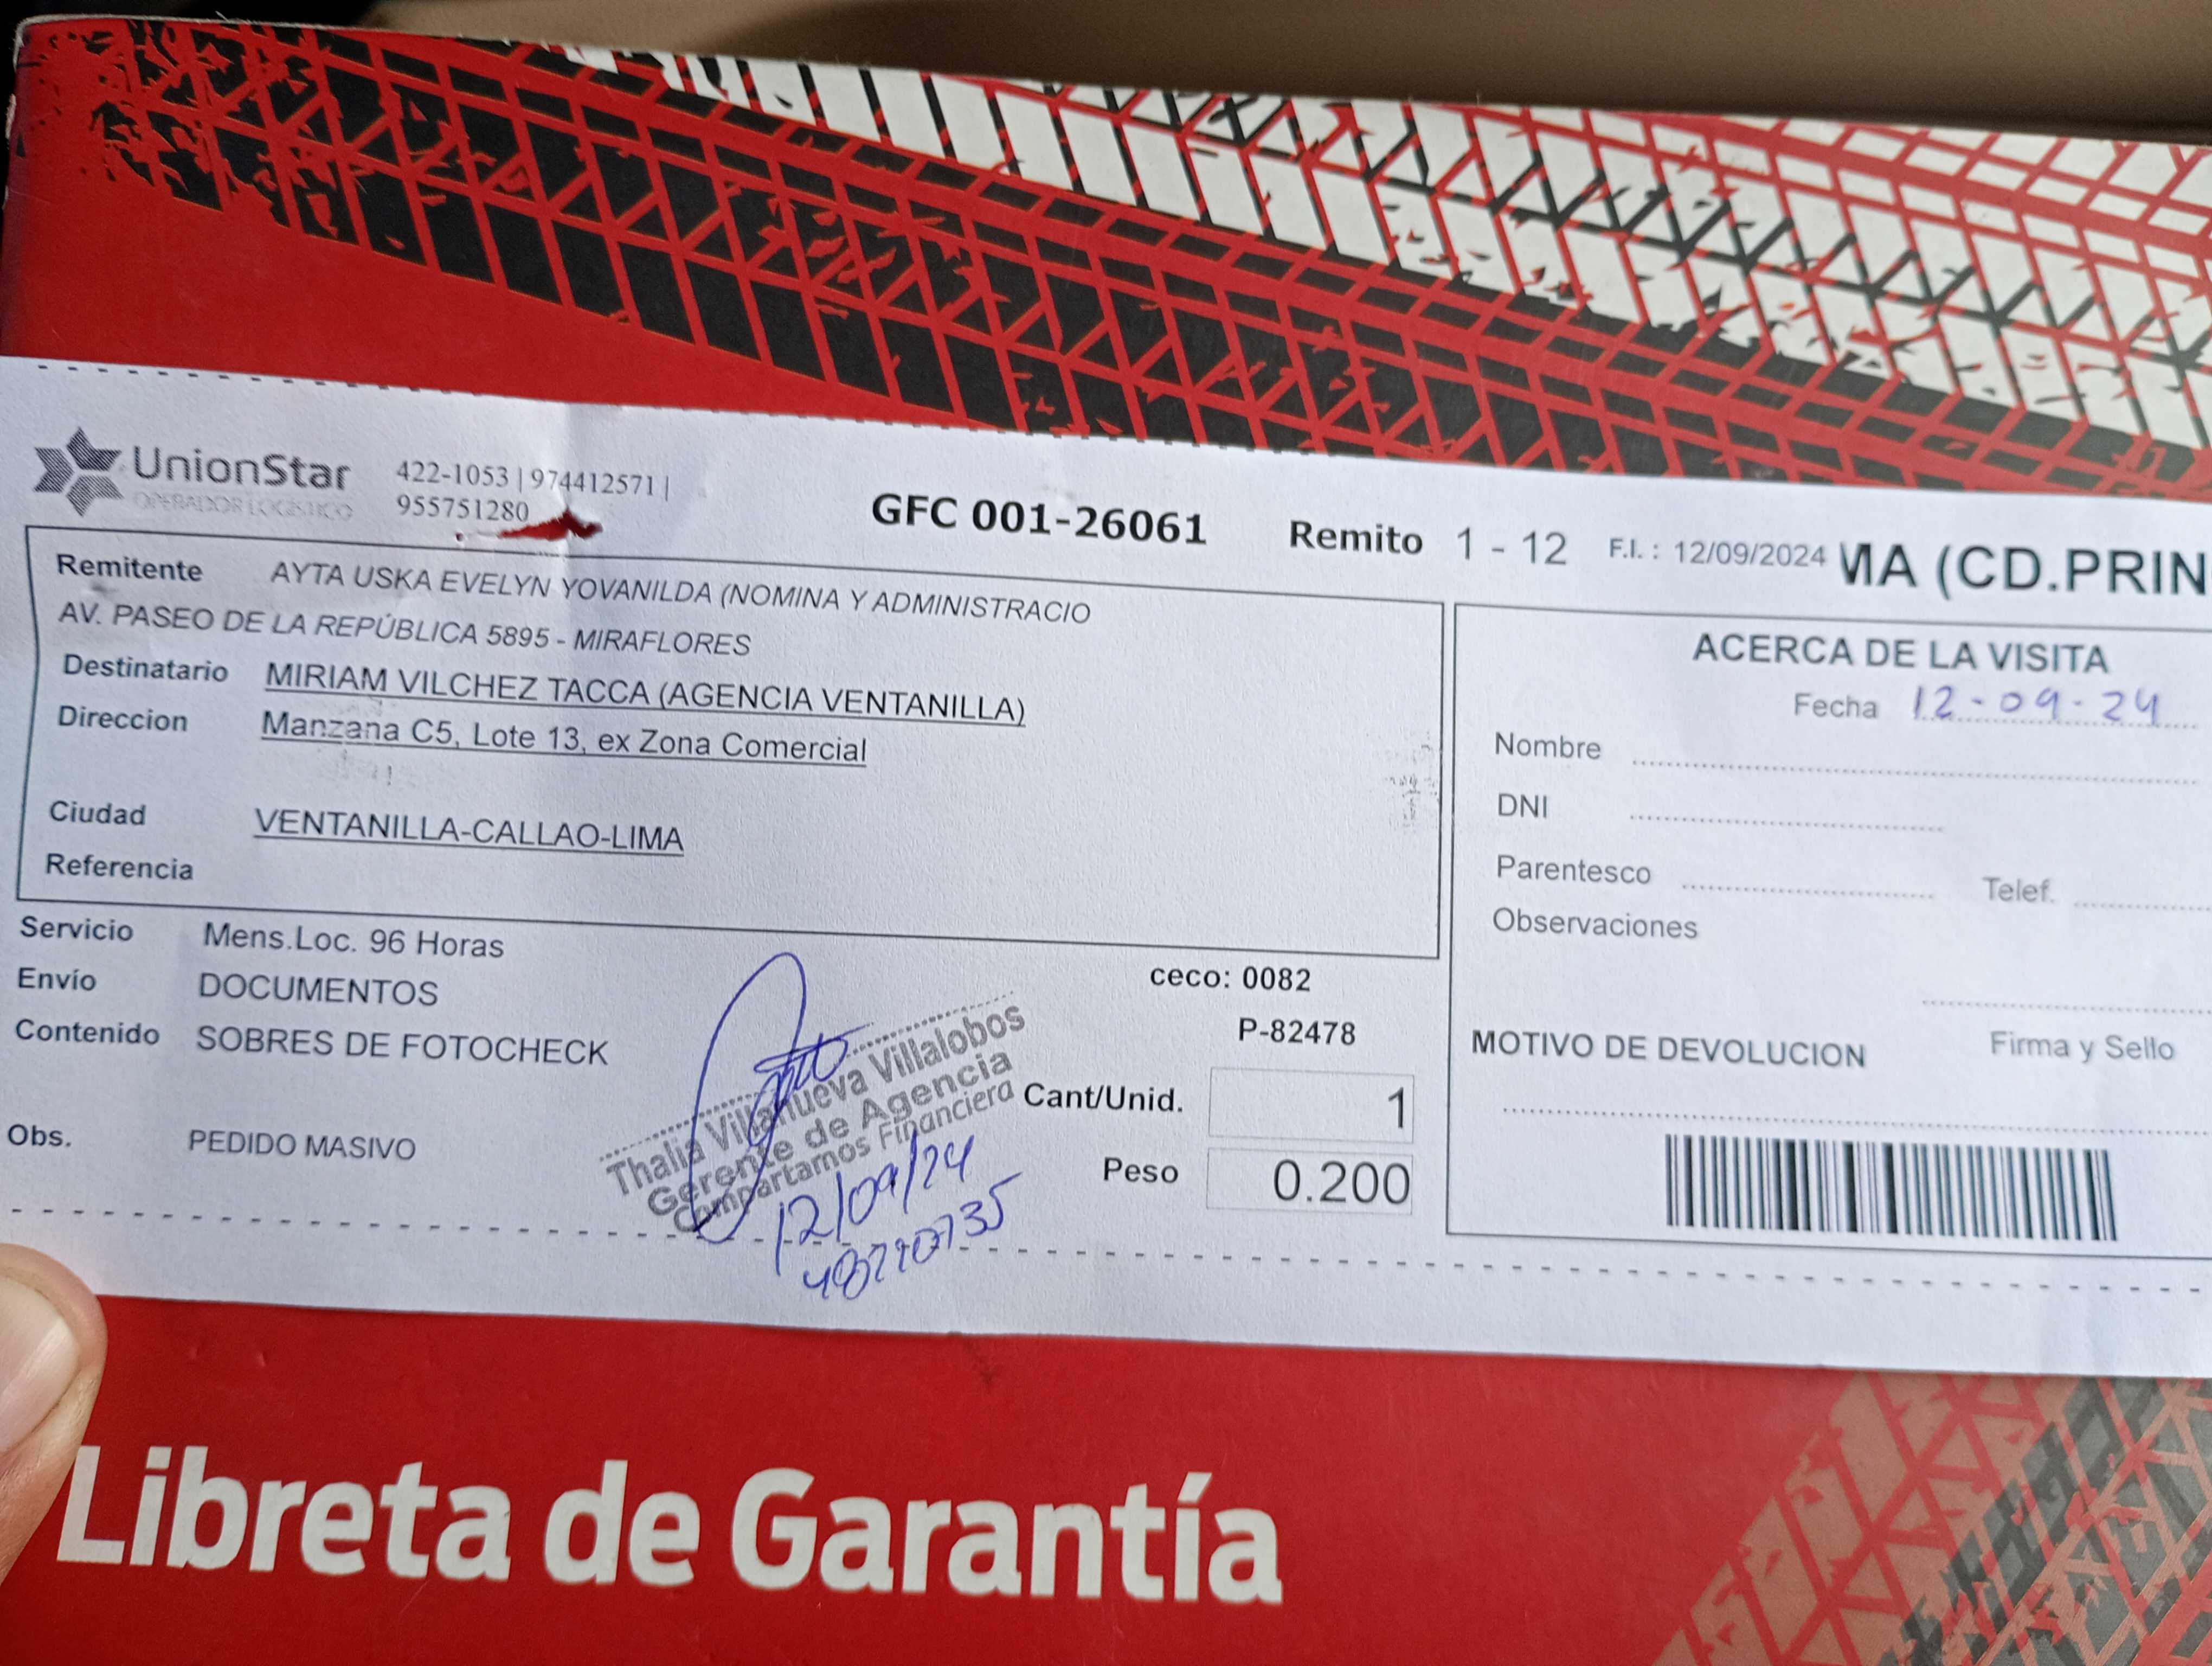 UnionStar
OPERADOR LOGISTICO
422-1053 | 974412571 |
955751280
GFC 001-26061
Remito 1 - 12
F.I. : 12/09/2024
MA (CD.PRIN
Remitente AYTA USKA EVELYN YOVANILDA (NOMINA Y ADMINISTRACIO
AV. PASEO DE LA REPÚBLICA 5895 - MIRAFLORES
Destinatario MIRIAM VILCHEZ TACCA (AGENCIA VENTANILLA)
Direccion Manzana C5, Lote 13, ex Zona Comercial
Ciudad VENTANILLA-CALLAO-LIMA
Referencia
Servicio Mens.Loc. 96 Horas
Envío DOCUMENTOS
Contenido SOBRES DE FOTOCHECK
Obs. PEDIDO MASIVO
ceco: 0082
P-82478
Cant/Unid. 1
Peso 0.200
Thalia Villanueva Villalobos
Gerente de Agencia
Compartamos Financiera
12/09/24
ACERCA DE LA VISITA
Fecha 12-09-24
Nombre
DNI
Parentesco Telef.
Observaciones
MOTIVO DE DEVOLUCION Firma y Sello
Libreta de Garantía